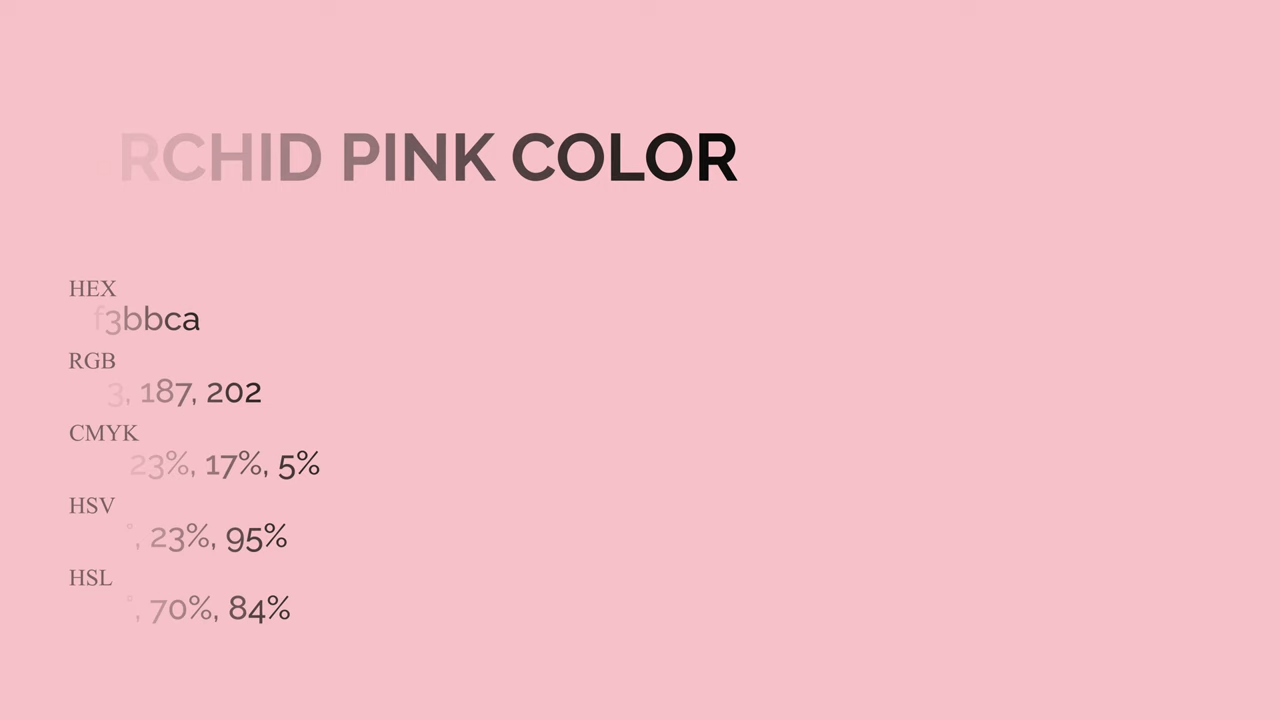 RCHID PINK COLOR
HEX
f3bbca
RGB
3, 187, 202
CMYK
23%, 17%, 5%
HSV
°, 23%, 95%
HSL
°, 70%, 84%